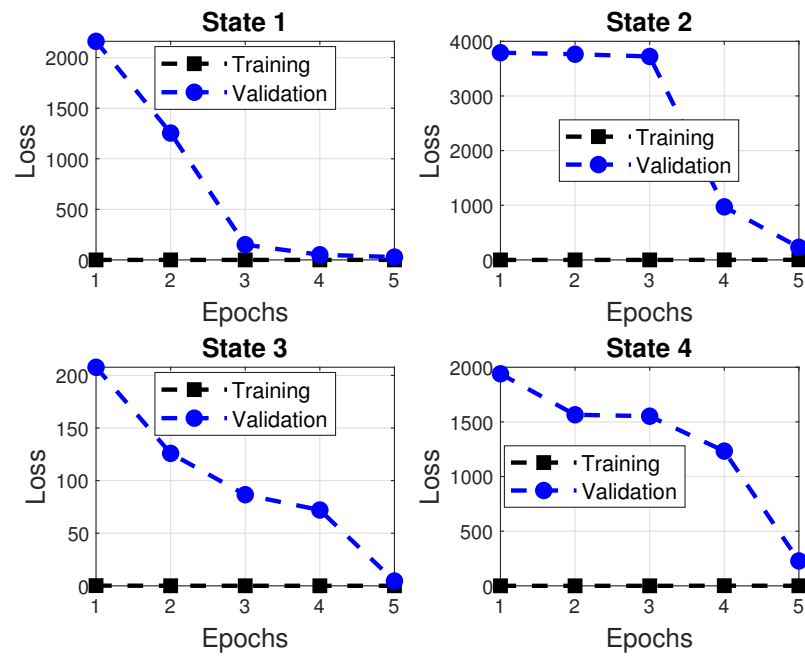 State 1
2000
1500
1000
500
0
Loss
Training
Validation
1 2 3 4 5
Epochs
State 2
4000
3000
2000
1000
0
Loss
Training
Validation
1 2 3 4 5
Epochs
State 3
200
150
100
50
0
Loss
Training
Validation
1 2 3 4 5
Epochs
State 4
2000
1500
1000
500
0
Loss
Training
Validation
1 2 3 4 5
Epochs